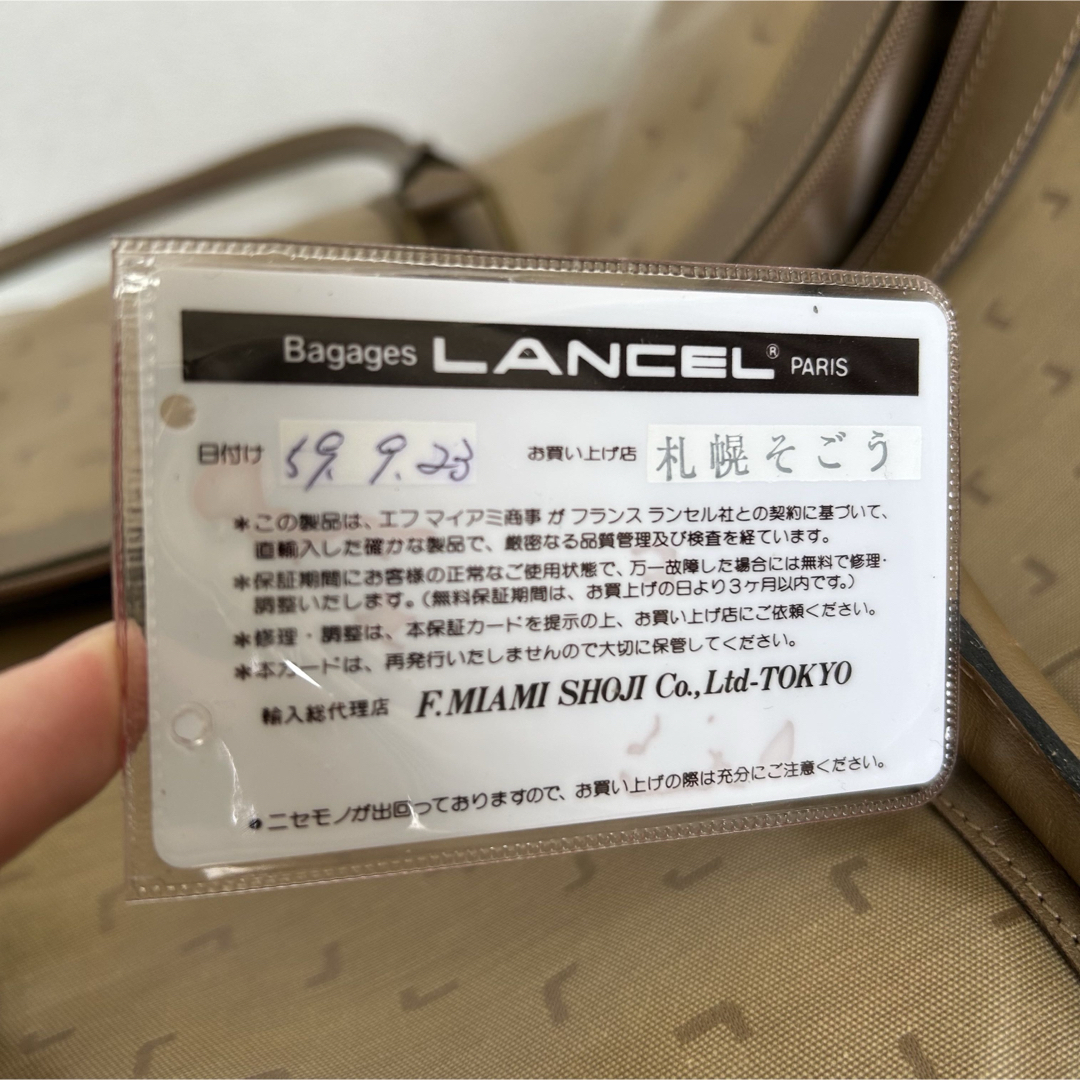 Bagages LANCEL® PARIS
日付け 59. 9. 23 お買い上げ店 札幌そごう
＊この製品は、エフ マイアミ商事 が フランス ランセル社との契約に基づいて、
直輸入した確かな製品で、厳密なる品質管理及び検査を経ています。
＊保証期間にお客様の正常なご使用状態で、万一故障した場合には無料で修理・
調整いたします。（無料保証期間は、お買上げの日より３ヶ月以内です。）
＊修理・調整は、本保証カードを提示の上、お買い上げ店にご依頼ください。
＊本カードは、再発行いたしませんので大切に保管してください。
輸入総代理店 F.MIAMI SHOJI Co.,Ltd-TOKYO
●ニセモノが出回っておりますので、お買い上げの際は充分にご注意ください。